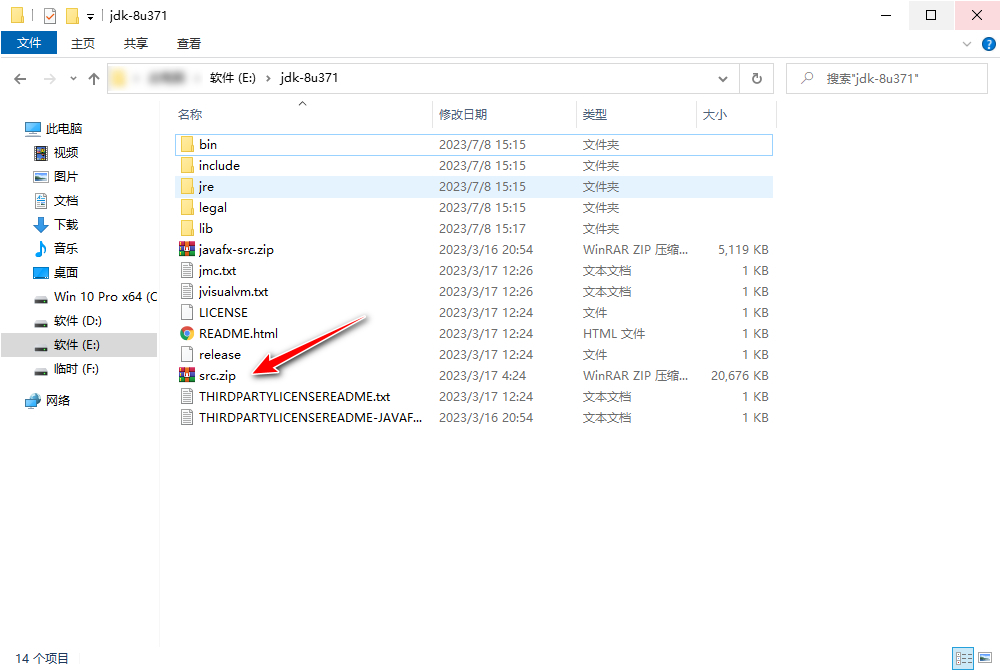 jdk-8u371
文件 主页 共享 查看
软件 (E:) › jdk-8u371
搜索"jdk-8u371"
此电脑
视频
图片
文档
下载
音乐
桌面
Win 10 Pro x64 (C
软件 (D:)
软件 (E:)
临时 (F:)
网络
名称 修改日期 类型 大小
bin 2023/7/8 15:15 文件夹
include 2023/7/8 15:15 文件夹
jre 2023/7/8 15:15 文件夹
legal 2023/7/8 15:15 文件夹
lib 2023/7/8 15:17 文件夹
javafx-src.zip 2023/3/16 20:54 WinRAR ZIP 压缩... 5,119 KB
jmc.txt 2023/3/17 12:26 文本文档 1 KB
jvisualvm.txt 2023/3/17 12:26 文本文档 1 KB
LICENSE 2023/3/17 12:24 文件 1 KB
README.html 2023/3/17 12:24 HTML 文件 1 KB
release 2023/3/17 12:24 文件 1 KB
src.zip 2023/3/17 4:24 WinRAR ZIP 压缩... 20,676 KB
THIRDPARTYLICENSEREADME.txt 2023/3/17 12:24 文本文档 1 KB
THIRDPARTYLICENSEREADME-JAVAF... 2023/3/16 20:54 文本文档 1 KB
14 个项目